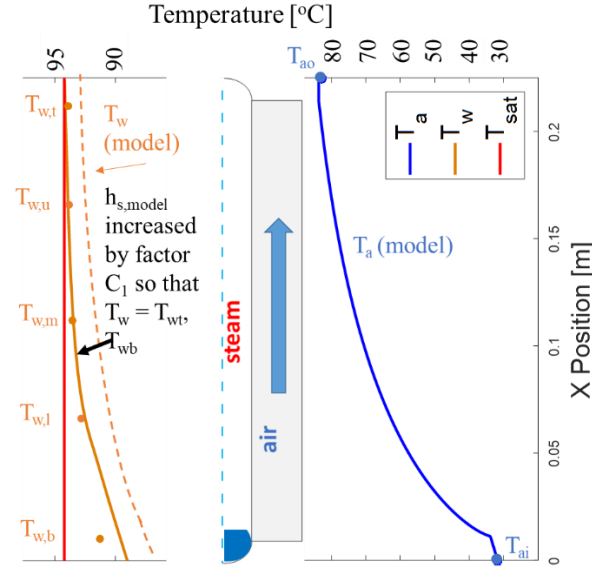 Temperature [°C]
95
90
T_w,t
T_w
(model)
T_w,u
h_s,model
increased
by factor
C_1 so that
T_w = T_wt,
T_wb
T_w,m
T_w,l
T_w,b
steam
air
T_ao
80
70
60
50
40
30
T_a
T_w
T_sat
T_a (model)
T_ai
0.2
0.15
0.1
0.05
0
X Position [m]